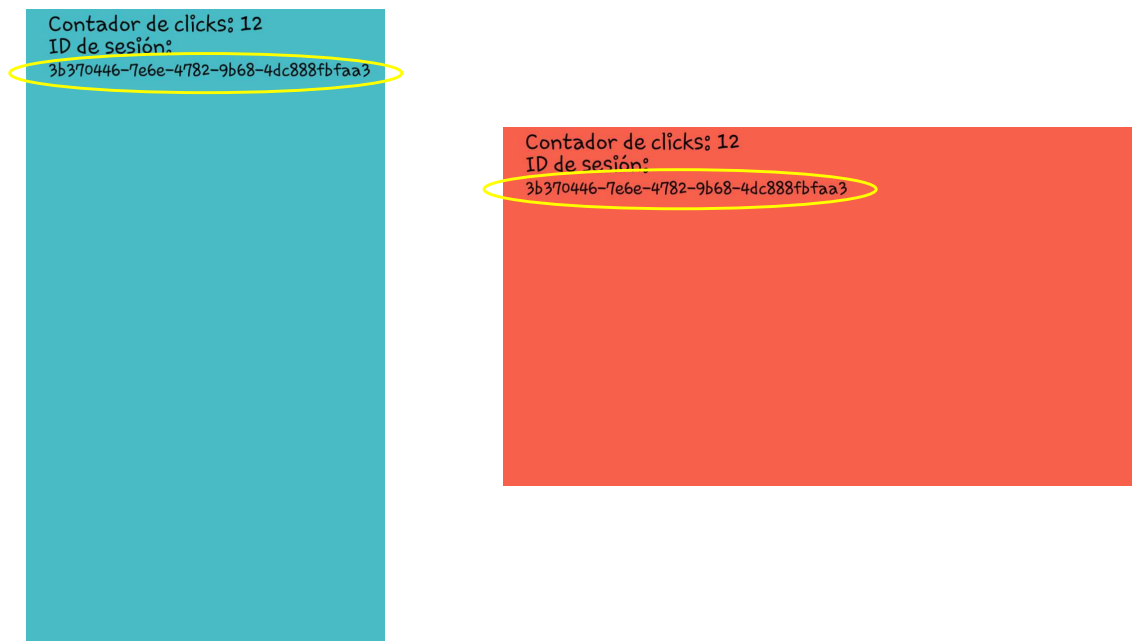 Contador de clicks: 12
ID de sesión:
3b370446-7e6e-4782-9b68-4dc888fbfaa3
Contador de clicks: 12
ID de sesión:
3b370446-7e6e-4782-9b68-4dc888fbfaa3